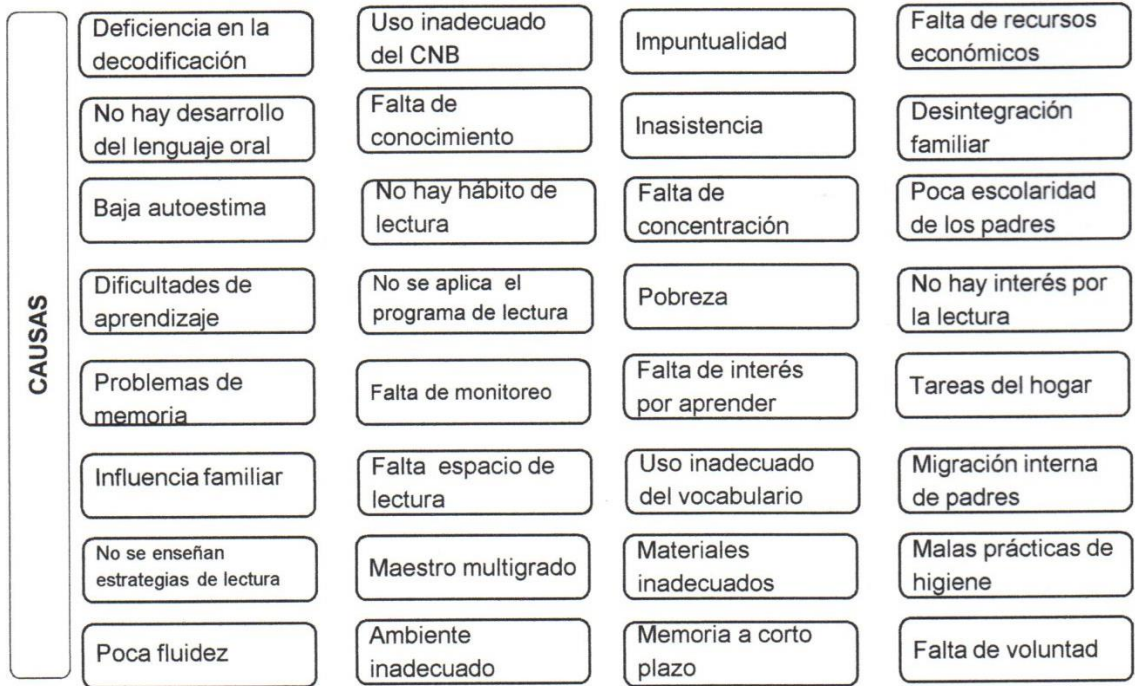 CAUSAS
Deficiencia en la
decodificación
Uso inadecuado
del CNB
Impuntualidad
Falta de recursos
económicos
No hay desarrollo
del lenguaje oral
Falta de
conocimiento
Inasistencia
Desintegración
familiar
Baja autoestima
No hay hábito de
lectura
Falta de
concentración
Poca escolaridad
de los padres
Dificultades de
aprendizaje
No se aplica el
programa de lectura
Pobreza
No hay interés por
la lectura
Problemas de
memoria
Falta de monitoreo
Falta de interés
por aprender
Tareas del hogar
Influencia familiar
Falta espacio de
lectura
Uso inadecuado
del vocabulario
Migración interna
de padres
No se enseñan
estrategias de lectura
Maestro multigrado
Materiales
inadecuados
Malas prácticas de
higiene
Poca fluidez
Ambiente
inadecuado
Memoria a corto
plazo
Falta de voluntad